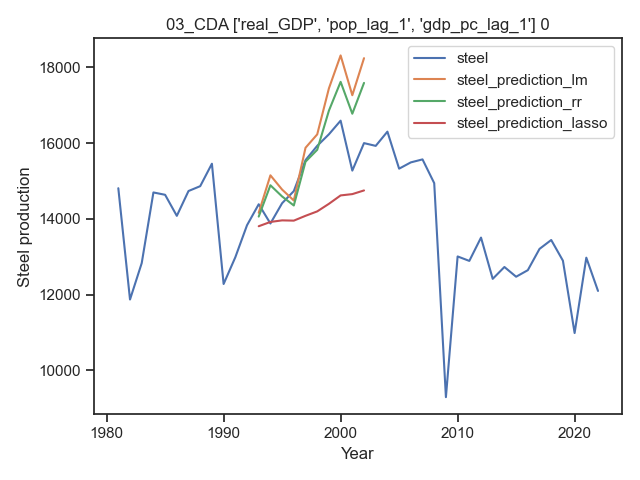 03_CDA ['real_GDP', 'pop_lag_1', 'gdp_pc_lag_1'] 0
steel
steel_prediction_lm
steel_prediction_rr
steel_prediction_lasso
Steel production
18000
16000
14000
12000
10000
1980
1990
2000
2010
2020
Year